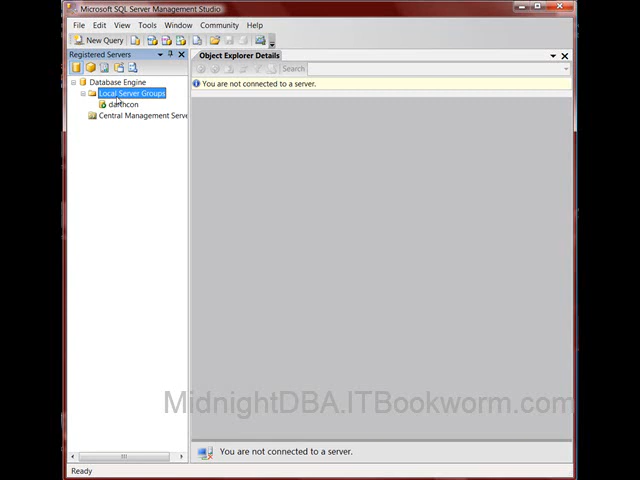 Microsoft SQL Server Management Studio
File Edit View Tools Window Community Help
New Query
Registered Servers
Object Explorer Details
Search
Database Engine
You are not connected to a server.
Local Server Groups
Central Management Serve
MidnightDBA.ITBookworm.com
You are not connected to a server.
Ready